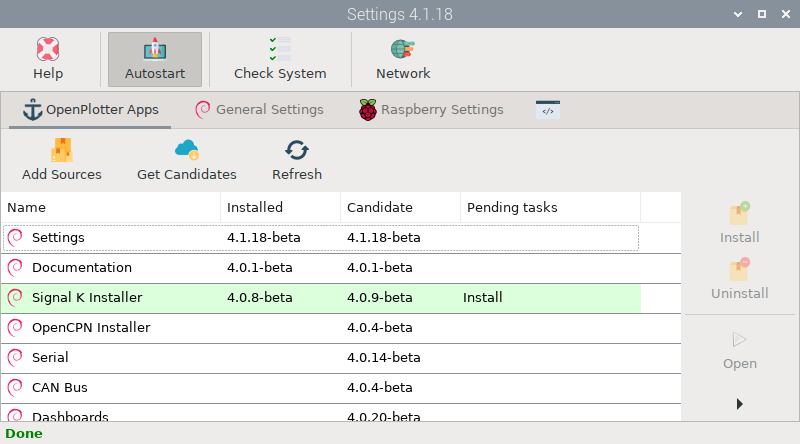 Settings 4.1.18
Help Autostart Check System Network
OpenPlotter Apps General Settings Raspberry Settings </>
Add Sources Get Candidates Refresh
Name Installed Candidate Pending tasks
Settings 4.1.18-beta 4.1.18-beta
Documentation 4.0.1-beta 4.0.1-beta
Signal K Installer 4.0.8-beta 4.0.9-beta Install
OpenCPN Installer 4.0.4-beta
Serial 4.0.14-beta
CAN Bus 4.0.4-beta
Dashboards 4.0.20-beta
Install
Uninstall
Open
Done